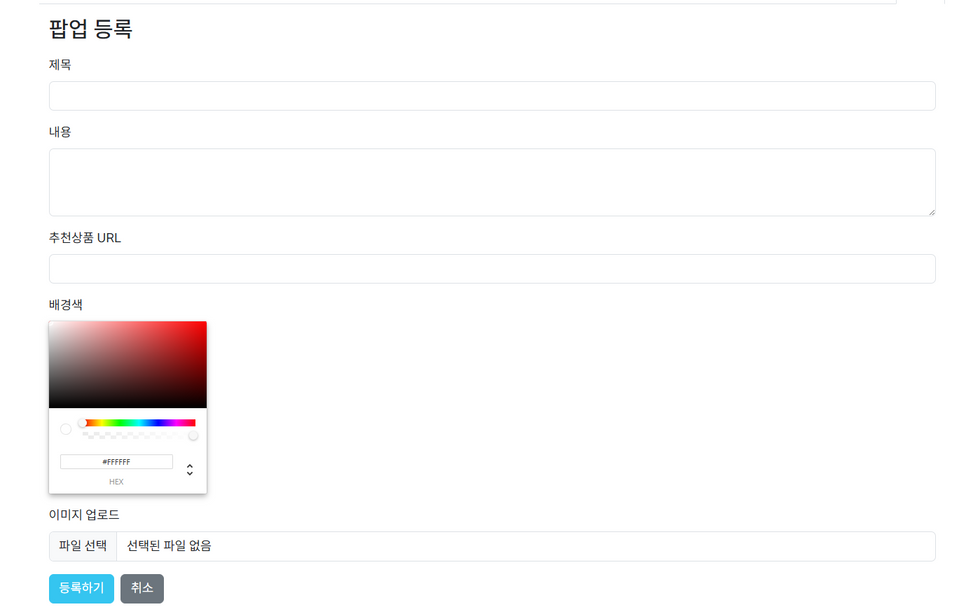 팝업 등록
제목
내용
추천상품 URL
배경색
#FFFFFF
HEX
이미지 업로드
파일 선택 선택된 파일 없음
등록하기 취소